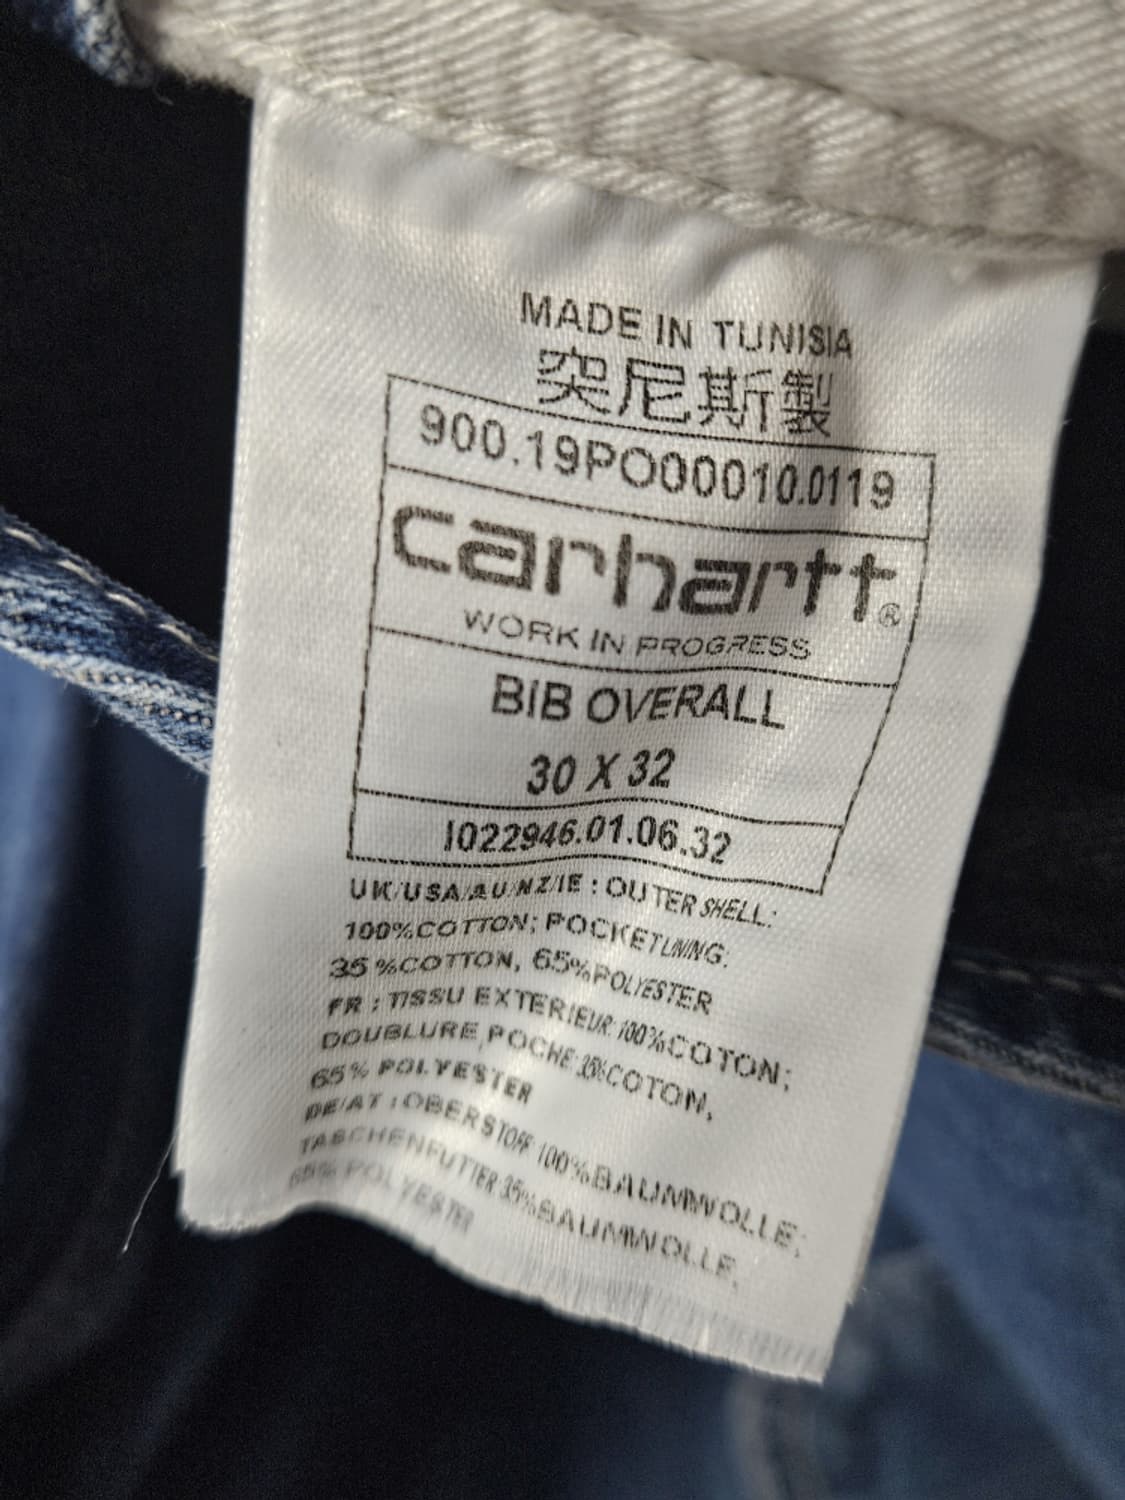 MADE IN TUNISIA
突尼斯製
900.19PO00010.0119
carhartt®
WORK IN PROGRESS
BIB OVERALL
30 X 32
I022946.01.06.32
UK/USA/AU/NZ/IE : OUTER SHELL:
100%COTTON; POCKETLINING:
35%COTTON, 65%POLYESTER
FR : TISSU EXTERIEUR:100%COTON;
DOUBLURE,POCHE:35%COTON,
65% POLYESTER
DE/AT : OBERSTOFF 100%BAUMWOLLE;
TASCHENFUTTER 35%BAUMWOLLE,
65% POLYESTER